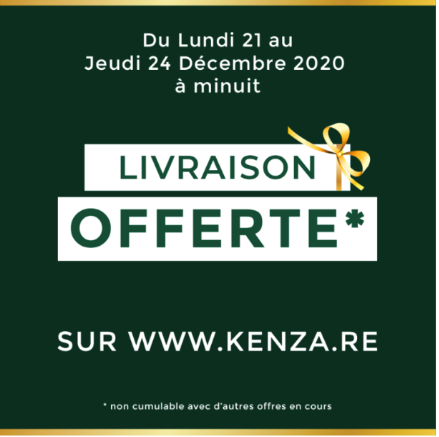 Du Lundi 21 au
Jeudi 24 Décembre 2020
à minuit
LIVRAISON
OFFERTE*
SUR WWW.KENZA.RE
* non cumulable avec d'autres offres en cours